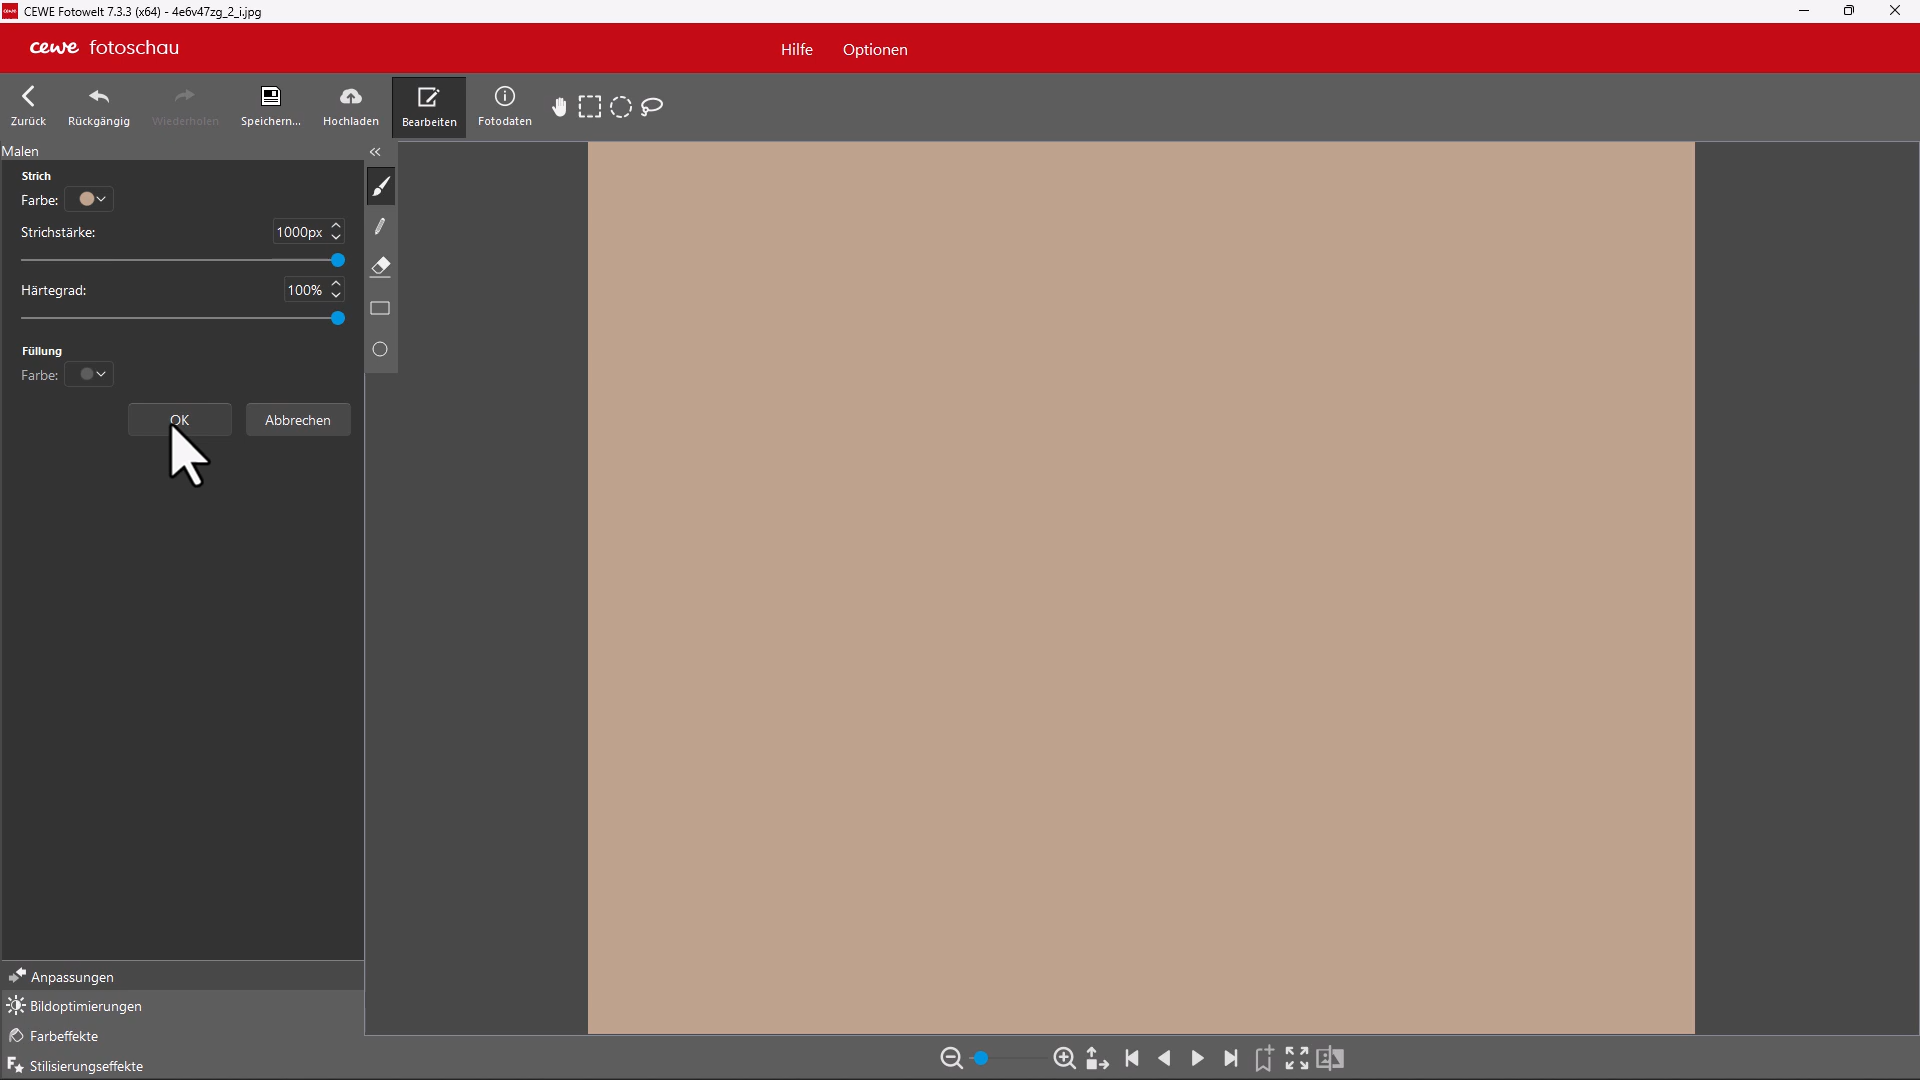 CEWE Fotowelt 7.3.3 (x64) - 4e6v47zg_2_i.jpg
cewe fotoschau
Hilfe Optionen
Zurück Rückgängig Wiederholen Speichern... Hochladen Bearbeiten Fotodaten
Malen
Strich
Farbe:
Strichstärke: 1000px
Härtegrad: 100%
Füllung
Farbe:
OK Abbrechen
Anpassungen
Bildoptimierungen
Farbeffekte
Stilisierungseffekte